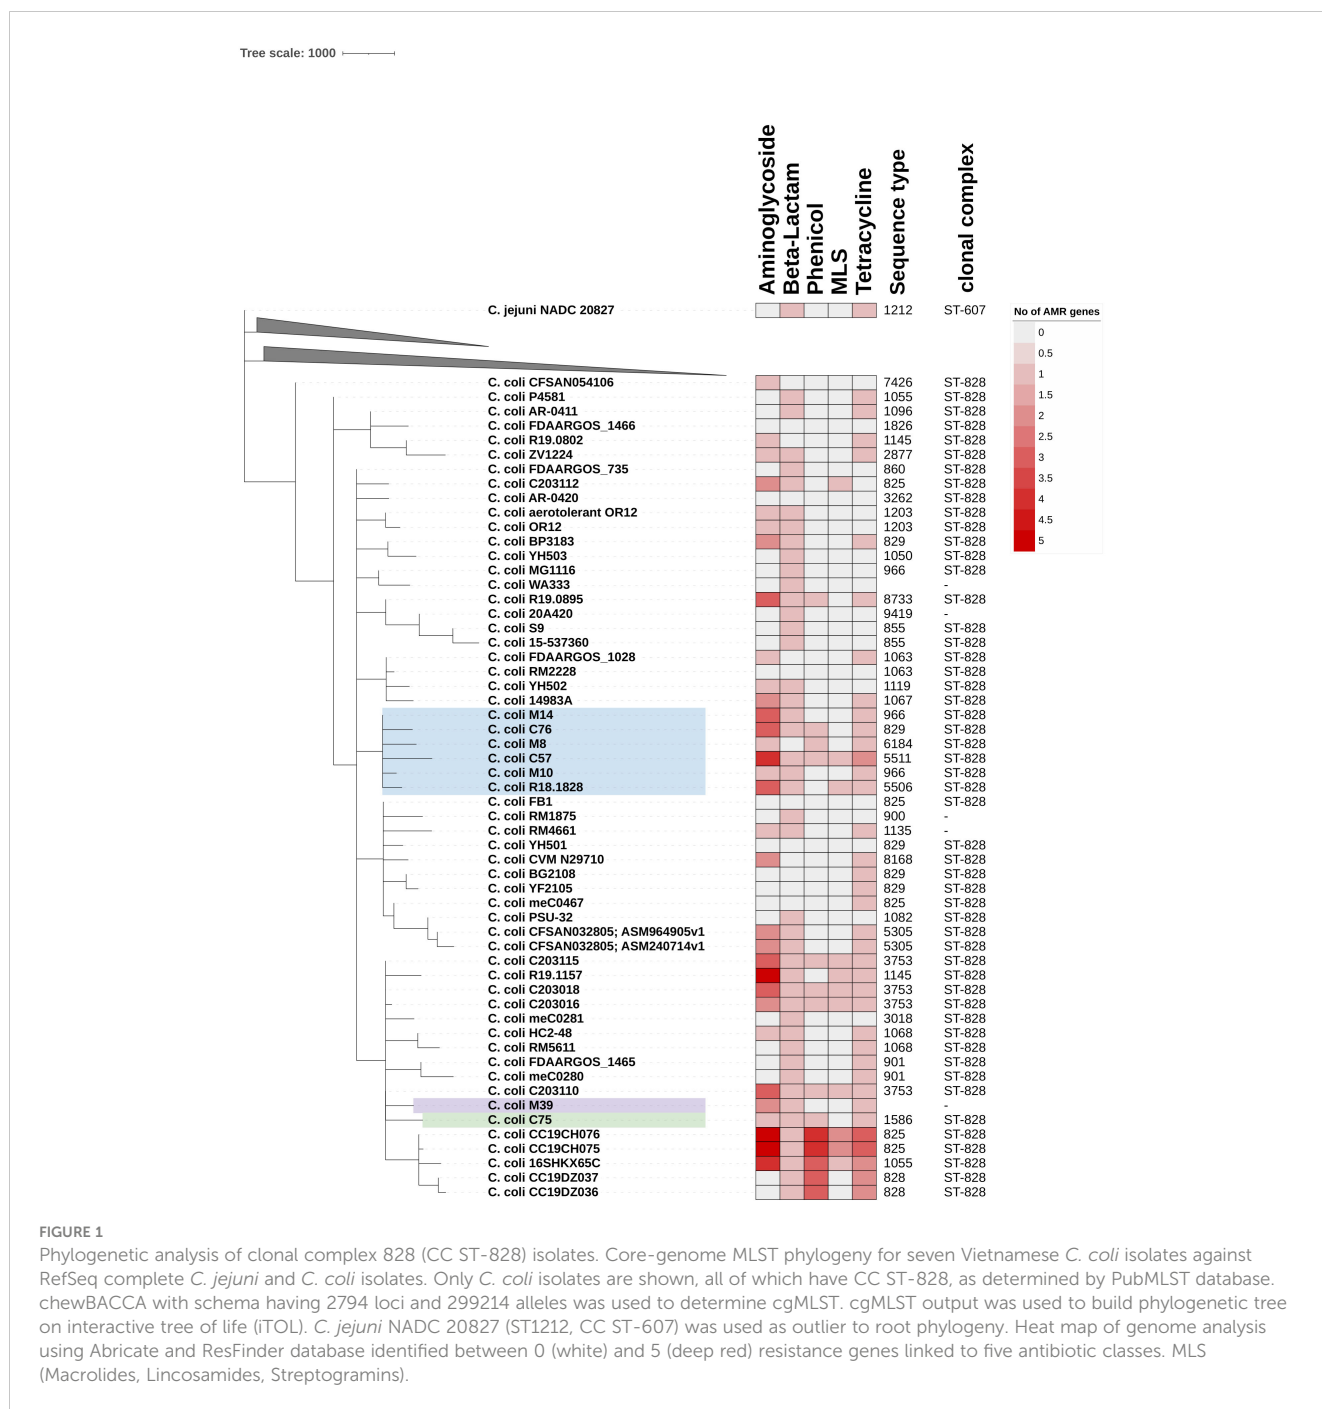 Tree scale: 1000
Aminoglycoside
Beta-Lactam
Phenicol
MLS
Tetracycline
Sequence type
clonal complex
C. jejuni NADC 20827 1212 ST-607
No of AMR genes
0
0.5
1
1.5
2
2.5
3
3.5
4
4.5
5
C. coli CFSAN054106 7426 ST-828
C. coli P4581 1055 ST-828
C. coli AR-0411 1096 ST-828
C. coli FDAARGOS_1466 1826 ST-828
C. coli R19.0802 1145 ST-828
C. coli ZV1224 2877 ST-828
C. coli FDAARGOS_735 860 ST-828
C. coli C203112 825 ST-828
C. coli AR-0420 3262 ST-828
C. coli aerotolerant OR12 1203 ST-828
C. coli OR12 1203 ST-828
C. coli BP3183 829 ST-828
C. coli YH503 1050 ST-828
C. coli MG1116 966 ST-828
C. coli WA333 -
C. coli R19.0895 8733 ST-828
C. coli 20A420 9419 -
C. coli S9 855 ST-828
C. coli 15-537360 855 ST-828
C. coli FDAARGOS_1028 1063 ST-828
C. coli RM2228 1063 ST-828
C. coli YH502 1119 ST-828
C. coli 14983A 1067 ST-828
C. coli M14 966 ST-828
C. coli C76 829 ST-828
C. coli M8 6184 ST-828
C. coli C57 5511 ST-828
C. coli M10 966 ST-828
C. coli R18.1828 5506 ST-828
C. coli FB1 825 ST-828
C. coli RM1875 900 -
C. coli RM4661 1135 -
C. coli YH501 829 ST-828
C. coli CVM N29710 8168 ST-828
C. coli BG2108 829 ST-828
C. coli YF2105 829 ST-828
C. coli meC0467 825 ST-828
C. coli PSU-32 1082 ST-828
C. coli CFSAN032805; ASM964905v1 5305 ST-828
C. coli CFSAN032805; ASM240714v1 5305 ST-828
C. coli C203115 3753 ST-828
C. coli R19.1157 1145 ST-828
C. coli C203018 3753 ST-828
C. coli C203016 3753 ST-828
C. coli meC0281 3018 ST-828
C. coli HC2-48 1068 ST-828
C. coli RM5611 1068 ST-828
C. coli FDAARGOS_1465 901 ST-828
C. coli meC0280 901 ST-828
C. coli C203110 3753 ST-828
C. coli M39 -
C. coli C75 1586 ST-828
C. coli CC19CH076 825 ST-828
C. coli CC19CH075 825 ST-828
C. coli 16SHKX65C 1055 ST-828
C. coli CC19DZ037 828 ST-828
C. coli CC19DZ036 828 ST-828
FIGURE 1
Phylogenetic analysis of clonal complex 828 (CC ST-828) isolates. Core-genome MLST phylogeny for seven Vietnamese C. coli isolates against
RefSeq complete C. jejuni and C. coli isolates. Only C. coli isolates are shown, all of which have CC ST-828, as determined by PubMLST database.
chewBACCA with schema having 2794 loci and 299214 alleles was used to determine cgMLST. cgMLST output was used to build phylogenetic tree
on interactive tree of life (iTOL). C. jejuni NADC 20827 (ST1212, CC ST-607) was used as outlier to root phylogeny. Heat map of genome analysis
using Abricate and ResFinder database identified between 0 (white) and 5 (deep red) resistance genes linked to five antibiotic classes. MLS
(Macrolides, Lincosamides, Streptogramins).